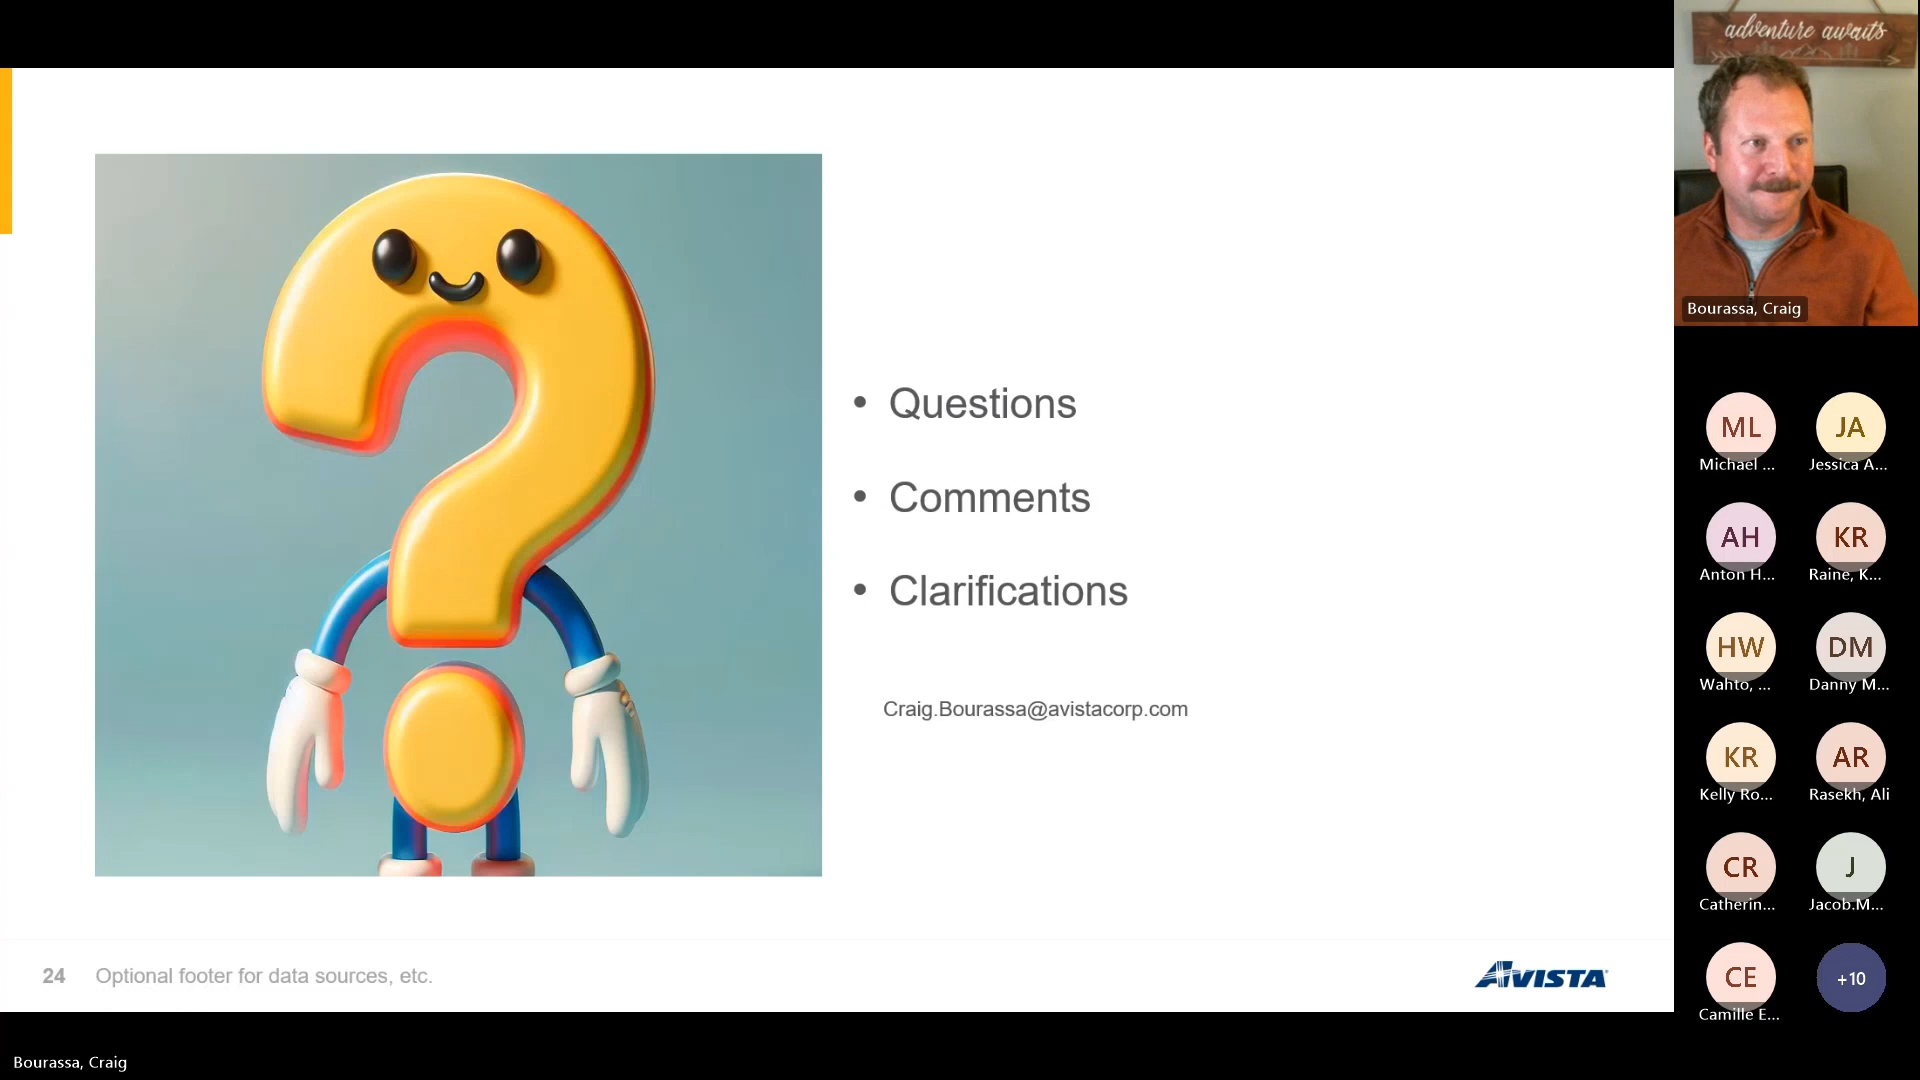 adventure awaits
Bourassa, Craig
• Questions
• Comments
• Clarifications
Craig.Bourassa@avistacorp.com
24 Optional footer for data sources, etc.
AVISTA
ML
Michael ...
JA
Jessica A...
AH
Anton H...
KR
Raine, K...
HW
Wahto, ...
DM
Danny M...
KR
Kelly Ro...
AR
Rasekh, Ali
CR
Catherin...
J
Jacob.M...
CE
Camille E...
+10
Bourassa, Craig